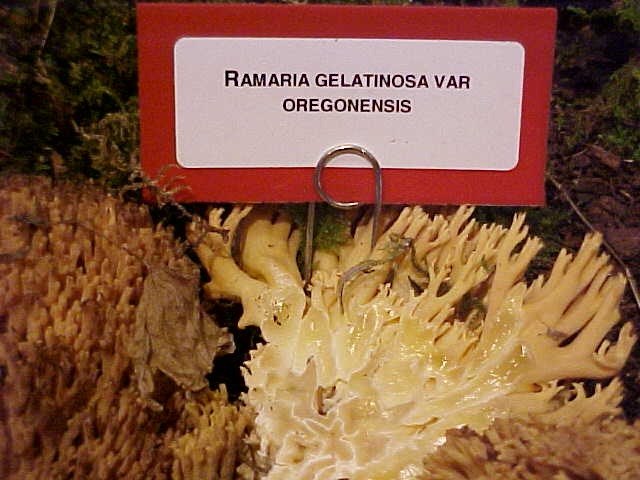 RAMARIA GELATINOSA VAR
OREGONENSIS